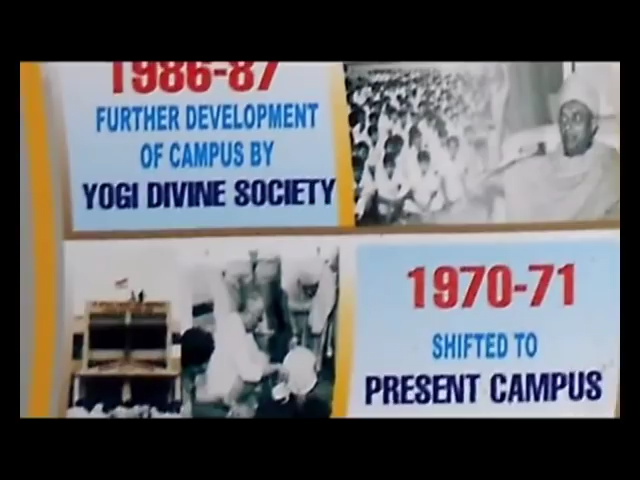 1986-87
FURTHER DEVELOPMENT
OF CAMPUS BY
YOGI DIVINE SOCIETY
1970-71
SHIFTED TO
PRESENT CAMPUS